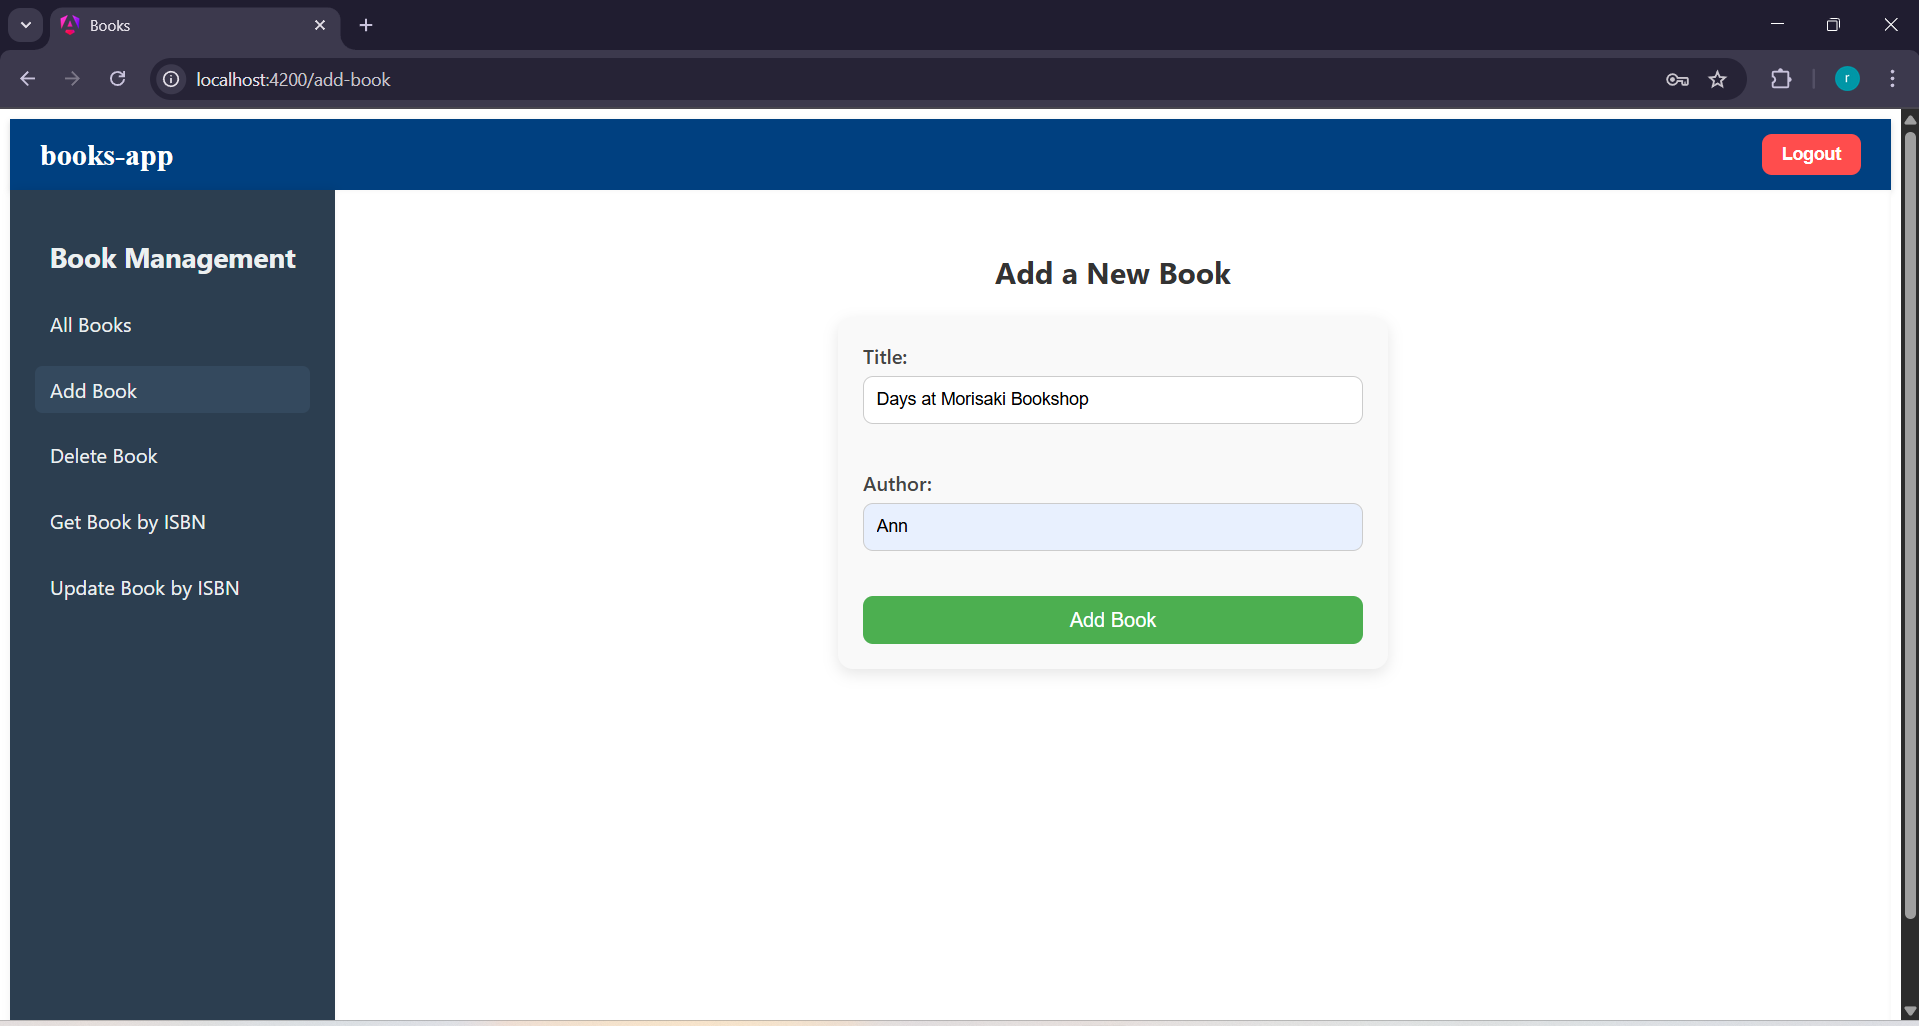 Books
localhost:4200/add-book
r
books-app
Logout
Book Management
All Books
Add Book
Delete Book
Get Book by ISBN
Update Book by ISBN
Add a New Book
Title:
Days at Morisaki Bookshop
Author:
Ann
Add Book